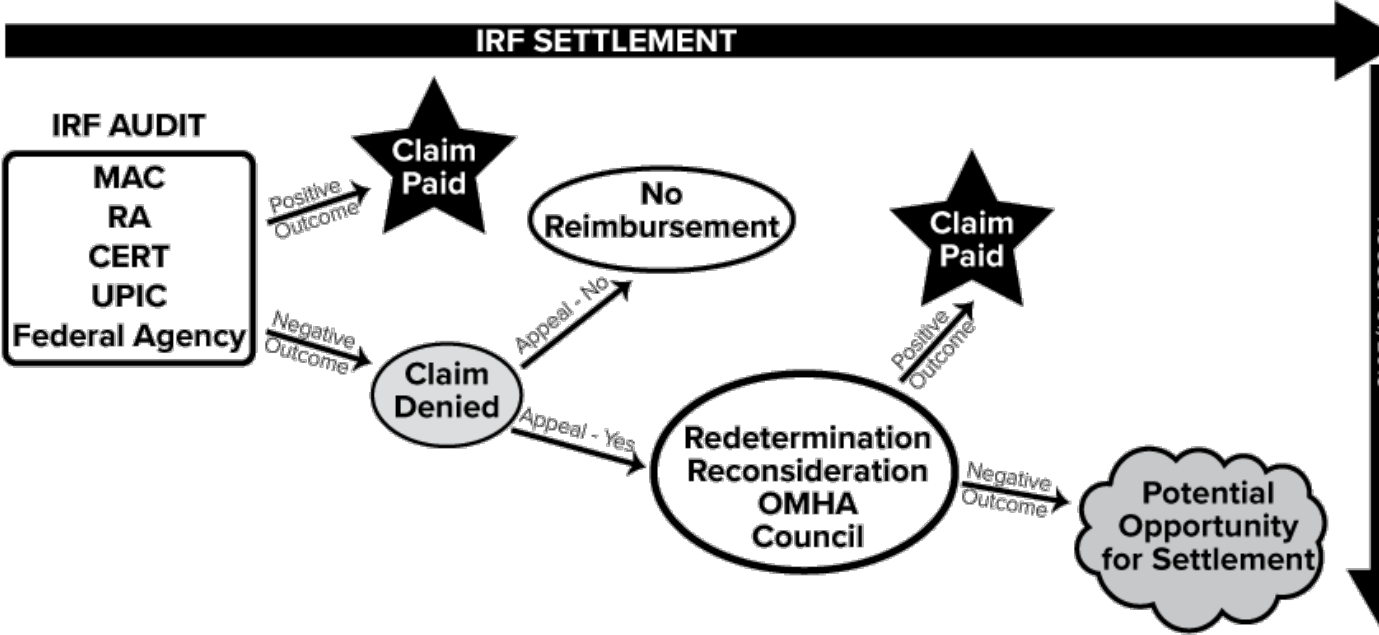 IRF SETTLEMENT
IRF AUDIT
MAC
RA
CERT
UPIC
Federal Agency
Positive
Outcome
Claim
Paid
Negative
Outcome
Claim
Denied
Appeal - No
No
Reimbursement
Appeal - Yes
Redetermination
Reconsideration
OMHA
Council
Positive
Outcome
Claim
Paid
Negative
Outcome
Potential
Opportunity
for Settlement